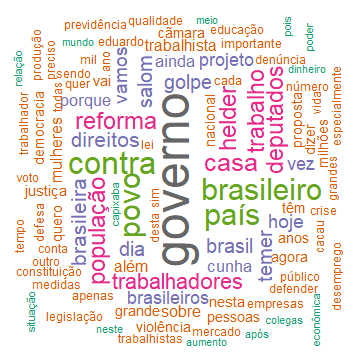 meio
qualidade
educação
pois
poder
previdência
câmara
importante
eduardo
trabalhista
mundo
mil
ano
ainda
projeto
denúncia
dinheiro
relação
produção
preciso
sendo
vamos
salom
golpe
cada
número
quer
vai
porque
nacional
helder
trabalho
deputados
proposta
dizer
milhões
vida
grandes
especialmente
trabalhador
democracia
todas
mulheres
reforma
direitos
lei
contra
governo
casa
vez
voto
justiça
brasileira
povo
brasileiro
país
têm
crise
hoje
tempo
defesa
quero
população
capixaba
desta
sim
dia
brasil
temer
anos
cacau
conta
outro
além
cunha
agora
desemprego
constituição
medidas
trabalhadores
público
defender
situação
apenas
brasileiros
nesta
empresas
econômica
legislação
grande
sobre
pessoas
colegas
neste
violência
mercado
trabalhistas
aumento
após